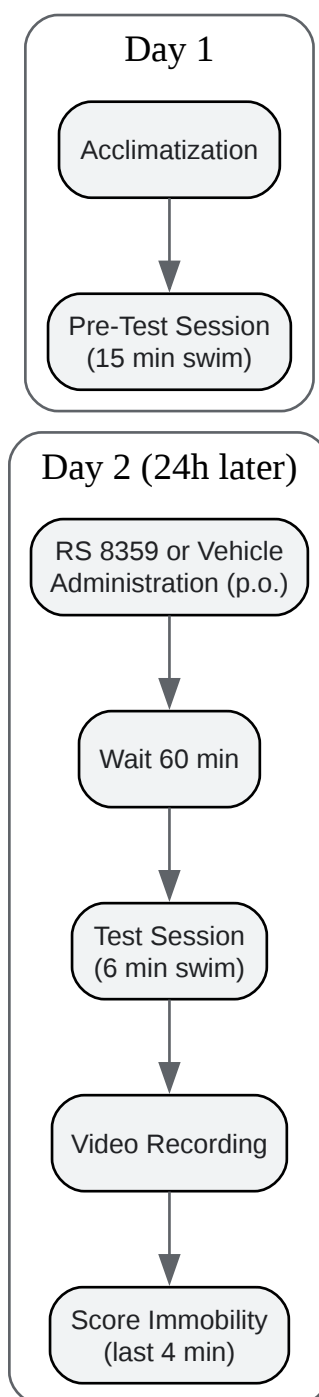 Day 1
Acclimatization
Pre-Test Session
(15 min swim)
Day 2 (24h later)
RS 8359 or Vehicle
Administration (p.o.)
Wait 60 min
Test Session
(6 min swim)
Video Recording
Score Immobility
(last 4 min)